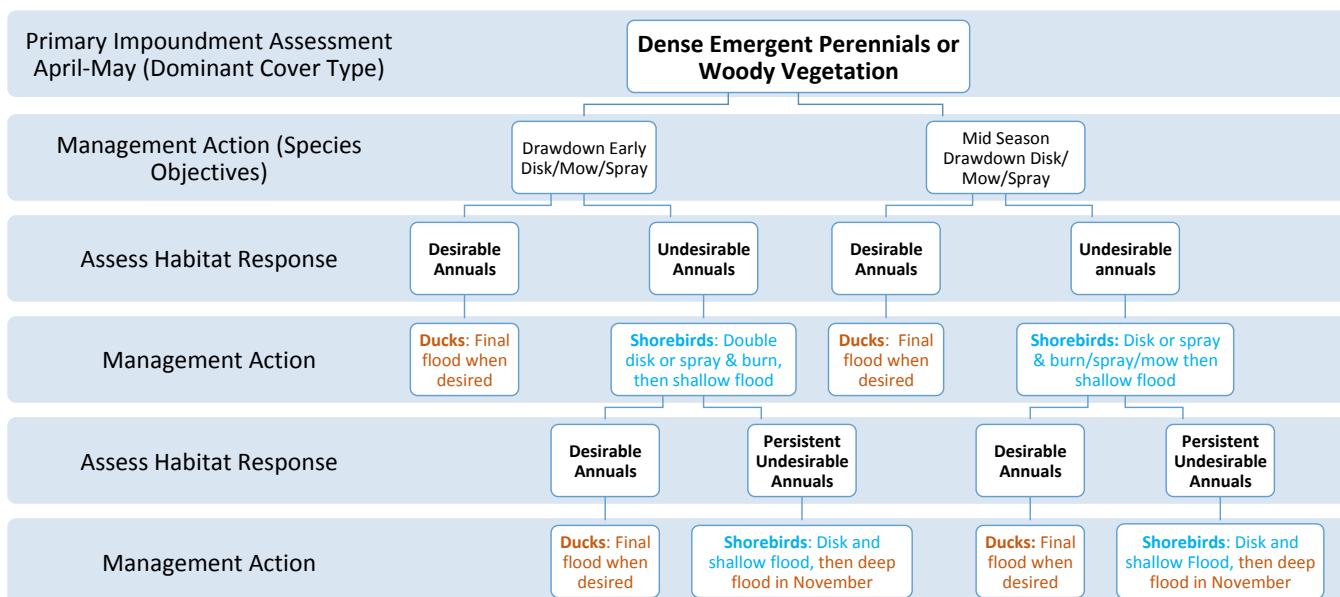 Primary Impoundment Assessment
April-May (Dominant Cover Type)
Dense Emergent Perennials or
Woody Vegetation
Management Action (Species
Objectives)
Drawdown Early
Disk/Mow/Spray
Mid Season
Drawdown Disk/
Mow/Spray
Assess Habitat Response
Desirable
Annuals
Undesirable
Annuals
Desirable
Annuals
Undesirable
annuals
Management Action
Ducks: Final
flood when
desired
Shorebirds: Double
disk or spray & burn,
then shallow flood
Ducks: Final
flood when
desired
Shorebirds: Disk or spray
& burn/spray/mow then
shallow flood
Assess Habitat Response
Desirable
Annuals
Persistent
Undesirable
Annuals
Desirable
Annuals
Persistent
Undesirable
Annuals
Management Action
Ducks: Final
flood when
desired
Shorebirds: Disk and
shallow flood, then deep
flood in November
Ducks: Final
flood when
desired
Shorebirds: Disk and
shallow Flood, then deep
flood in November